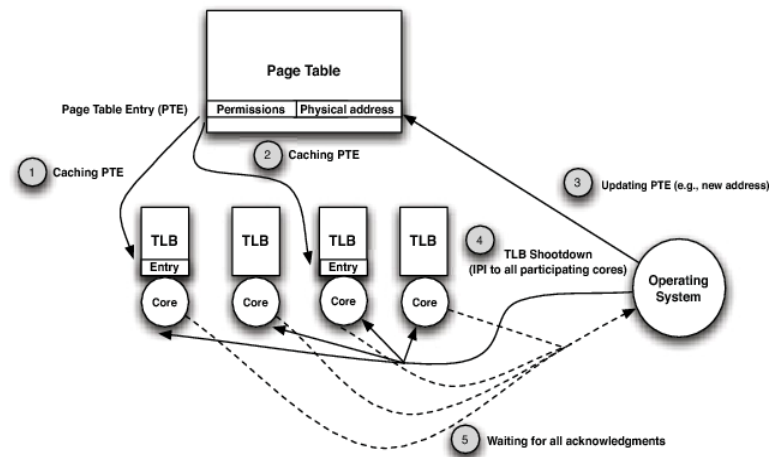 Page Table
Page Table Entry (PTE)
Permissions
Physical address
1
Caching PTE
2
Caching PTE
3
Updating PTE (e.g., new address)
TLB
TLB
TLB
TLB
4
TLB Shootdown
(IPI to all participating cores)
Entry
Entry
Operating
System
Core
Core
Core
Core
5
Waiting for all acknowledgments